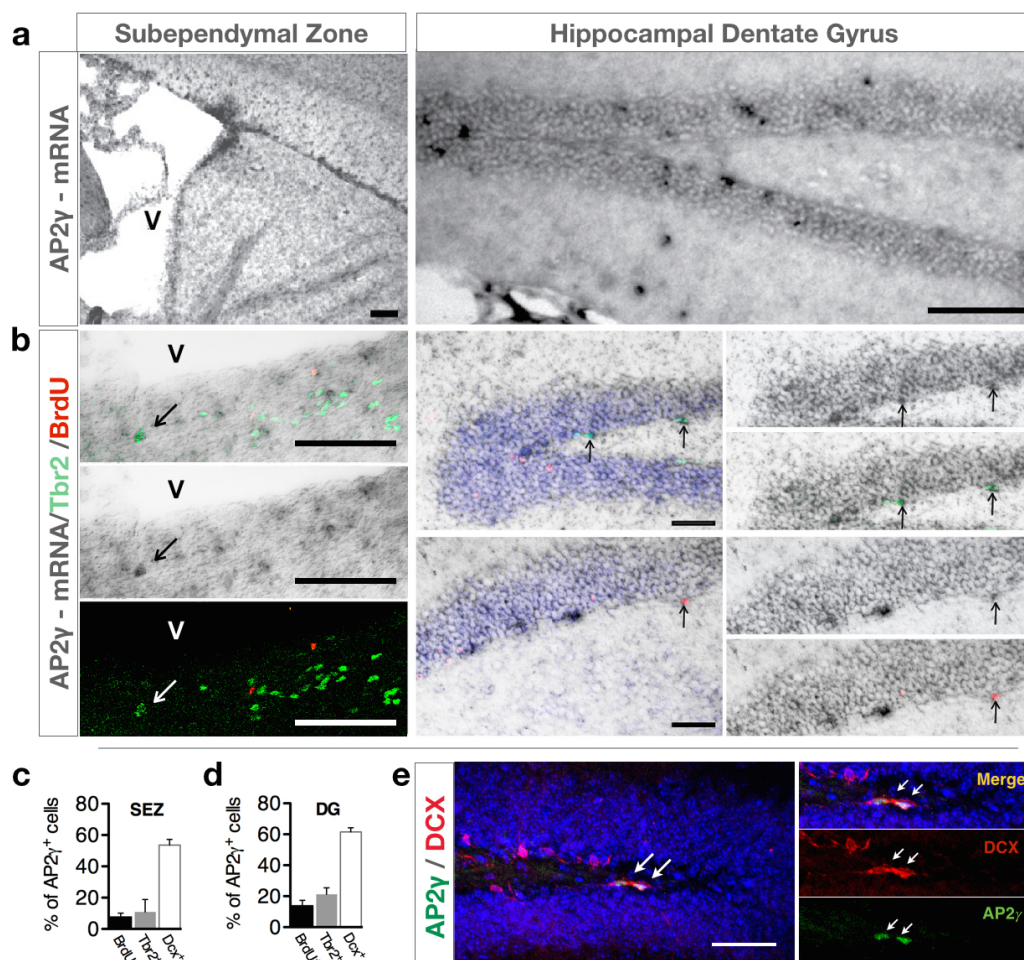 a
Subependymal Zone
Hippocampal Dentate Gyrus
AP2γ - mRNA
V
b
AP2γ - mRNA/Tbr2 /BrdU
V
V
V
c
% of AP2γ+ cells
80
60
40
20
0
SEZ
BrdU
Tbr2+
Dcx+
d
% of AP2γ+ cells
80
60
40
20
0
DG
BrdU
Tbr2+
Dcx+
e
AP2γ / DCX
Merge
DCX
AP2γ